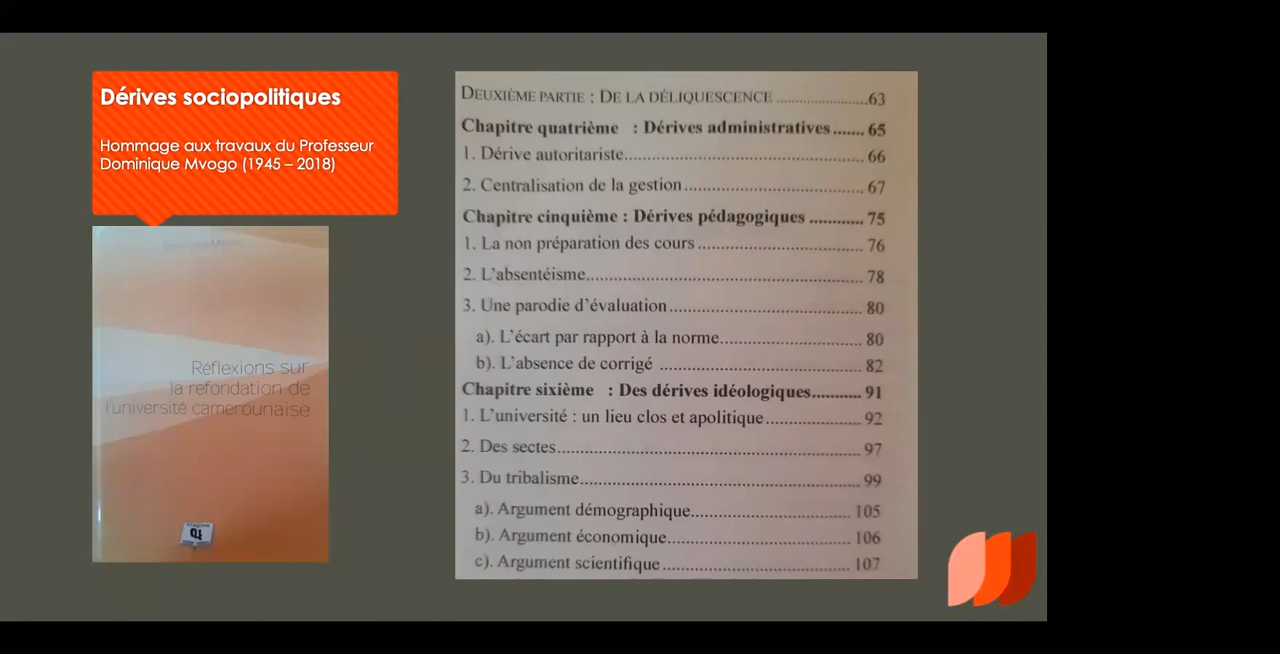 Dérives sociopolitiques
Hommage aux travaux du Professeur
Dominique Mvogo (1945 – 2018)
Réflexions sur
la refondation de
l'université camerounaise
DEUXIÈME PARTIE : DE LA DÉLIQUESCENCE ......................63
Chapitre quatrième : Dérives administratives....... 65
1. Dérive autoritariste...................................................... 66
2. Centralisation de la gestion........................................ 67
Chapitre cinquième : Dérives pédagogiques ............ 75
1. La non préparation des cours ..................................... 76
2. L'absentéisme............................................................. 78
3. Une parodie d'évaluation........................................... 80
a). L'écart par rapport à la norme................................ 80
b). L'absence de corrigé ............................................. 82
Chapitre sixième : Des dérives idéologiques........... 91
1. L'université : un lieu clos et apolitique...................... 92
2. Des sectes................................................................... 97
3. Du tribalisme.............................................................. 99
a). Argument démographique..................................... 105
b). Argument économique.......................................... 106
c). Argument scientifique ........................................... 107